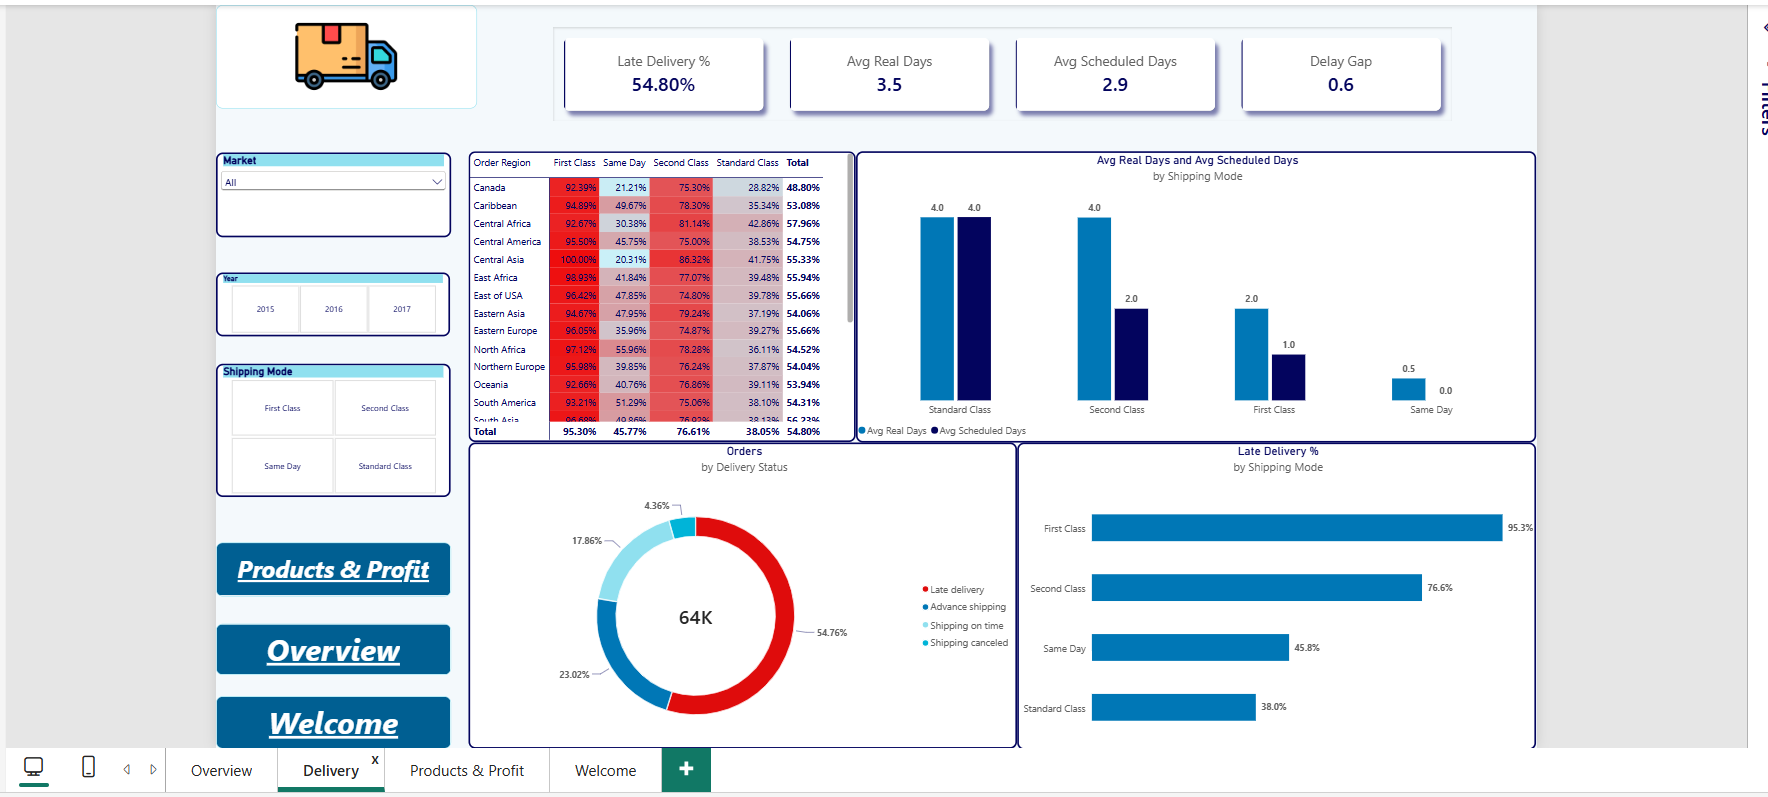 Late Delivery %
54.80%
Avg Real Days
3.5
Avg Scheduled Days
2.9
Delay Gap
0.6
Filters
Market
All
Year
2015 2016 2017
Shipping Mode
First Class Second Class
Same Day Standard Class
Products & Profit
Overview
Welcome
Order Region First Class Same Day Second Class Standard Class Total
Canada 92.39% 21.21% 75.30% 28.82% 48.80%
Caribbean 94.89% 49.67% 78.30% 35.34% 53.08%
Central Africa 92.67% 30.38% 81.14% 42.86% 57.96%
Central America 95.50% 45.75% 75.00% 38.53% 54.75%
Central Asia 100.00% 20.31% 86.32% 41.75% 55.33%
East Africa 98.93% 41.84% 77.07% 39.48% 55.94%
East of USA 96.42% 47.85% 74.80% 39.78% 55.66%
Eastern Asia 94.67% 47.95% 79.24% 37.19% 54.06%
Eastern Europe 96.05% 35.96% 74.87% 39.27% 55.66%
North Africa 97.12% 55.96% 78.28% 36.11% 54.52%
Northern Europe 95.98% 39.85% 76.24% 37.87% 54.04%
Oceania 92.66% 40.76% 76.86% 39.11% 53.94%
South America 93.21% 51.29% 75.06% 38.10% 54.31%
South Asia 96.68% 49.86% 76.92% 38.13% 56.23%
Total 95.30% 45.77% 76.61% 38.05% 54.80%
Avg Real Days and Avg Scheduled Days
by Shipping Mode
4.0 4.0 4.0 2.0 2.0 1.0 0.5 0.0
Standard Class Second Class First Class Same Day
Avg Real Days Avg Scheduled Days
Orders
by Delivery Status
4.36%
17.86%
64K
54.76%
23.02%
Late delivery
Advance shipping
Shipping on time
Shipping canceled
Late Delivery %
by Shipping Mode
First Class 95.3%
Second Class 76.6%
Same Day 45.8%
Standard Class 38.0%
Overview Delivery X Products & Profit Welcome +